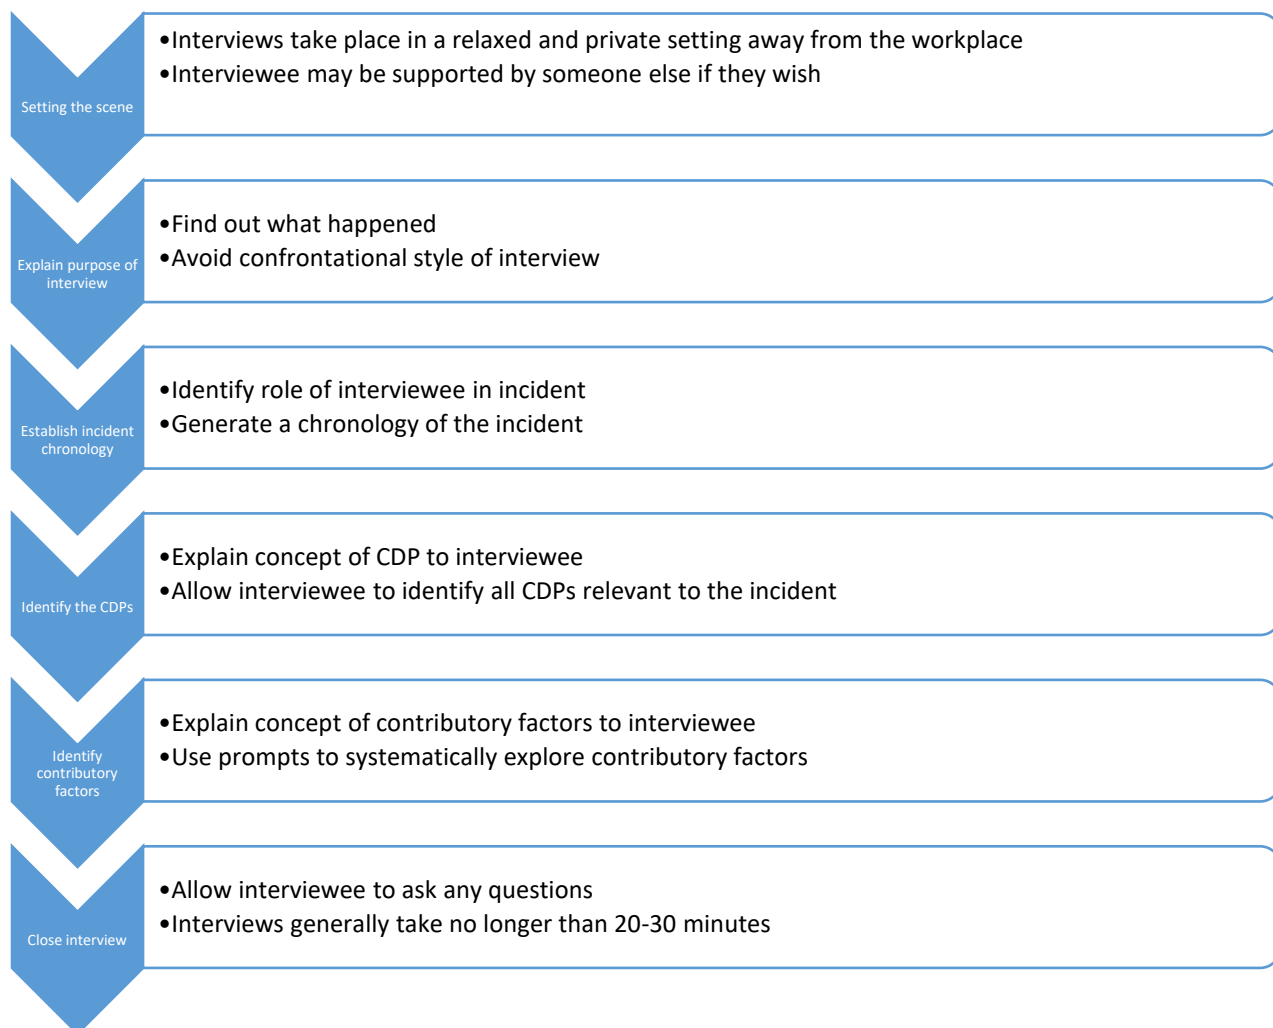 Setting the scene
•Interviews take place in a relaxed and private setting away from the workplace
•Interviewee may be supported by someone else if they wish
Explain purpose of
interview
•Find out what happened
•Avoid confrontational style of interview
Establish incident
chronology
•Identify role of interviewee in incident
•Generate a chronology of the incident
Identify the CDPs
•Explain concept of CDP to interviewee
•Allow interviewee to identify all CDPs relevant to the incident
Identify
contributory
factors
•Explain concept of contributory factors to interviewee
•Use prompts to systematically explore contributory factors
Close interview
•Allow interviewee to ask any questions
•Interviews generally take no longer than 20-30 minutes